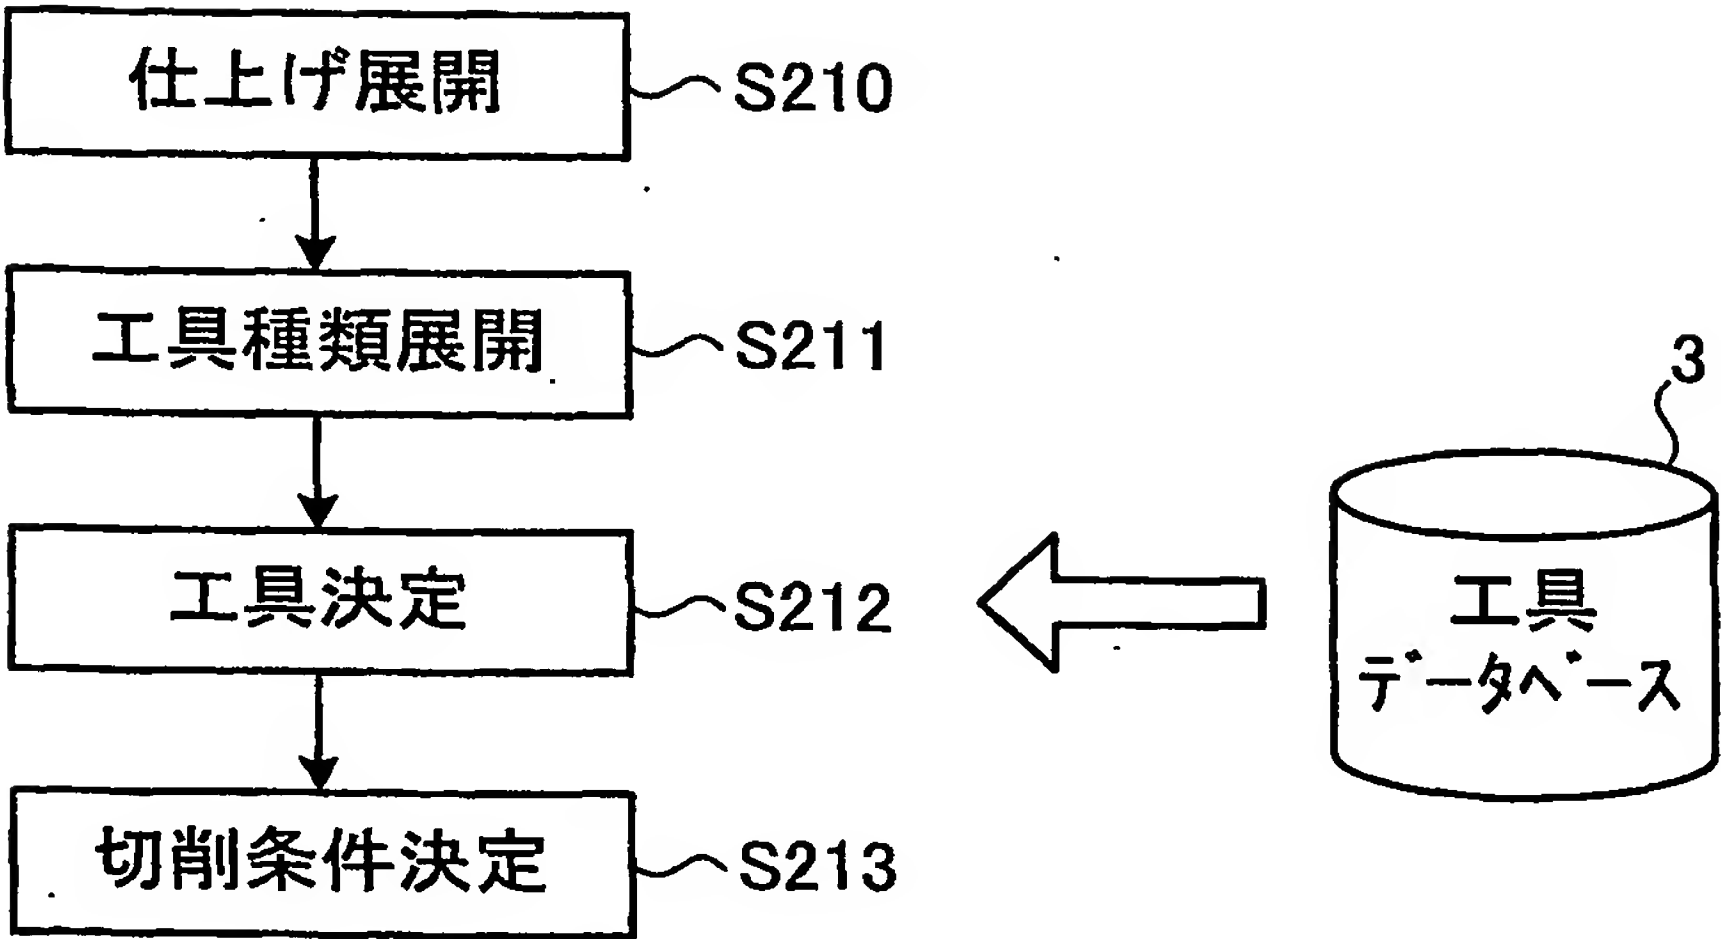 仕上げ展開
S210
工具種類展開
S211
3
工具決定
S212
工具
データベース
切削条件決定
S213